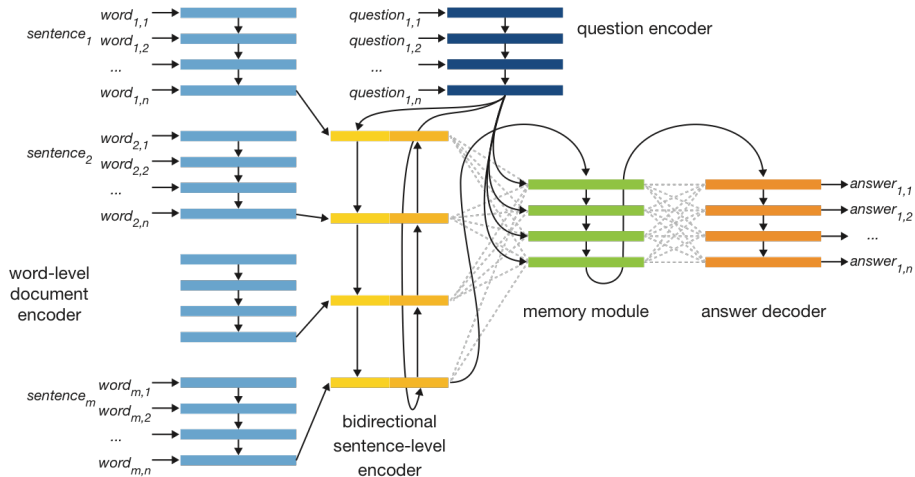 sentence1
word1,1
word1,2
...
word1,n
question1,1
question1,2
...
question1,n
question encoder
sentence2
word2,1
word2,2
...
word2,n
word-level
document
encoder
sentencem
wordm,1
wordm,2
...
wordm,n
bidirectional
sentence-level
encoder
memory module
answer decoder
answer1,1
answer1,2
...
answer1,n